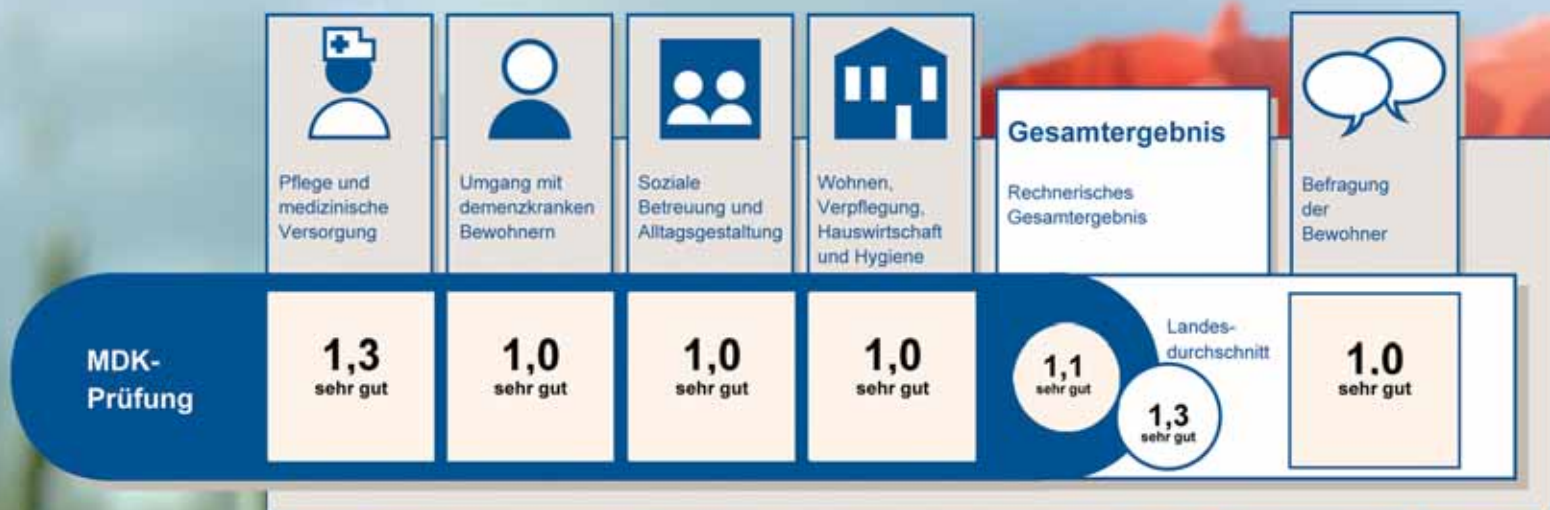 Pflege und
medizinische
Versorgung
Umgang mit
demenzkranken
Bewohnern
Soziale
Betreuung und
Alltagsgestaltung
Wohnen,
Verpflegung,
Hauswirtschaft
und Hygiene
Gesamtergebnis
Rechnerisches
Gesamtergebnis
Befragung
der
Bewohner
MDK-
Prüfung
1,3
sehr gut
1,0
sehr gut
1,0
sehr gut
1,0
sehr gut
1,1
sehr gut
Landes-
durchschnitt
1,3
sehr gut
1.0
sehr gut